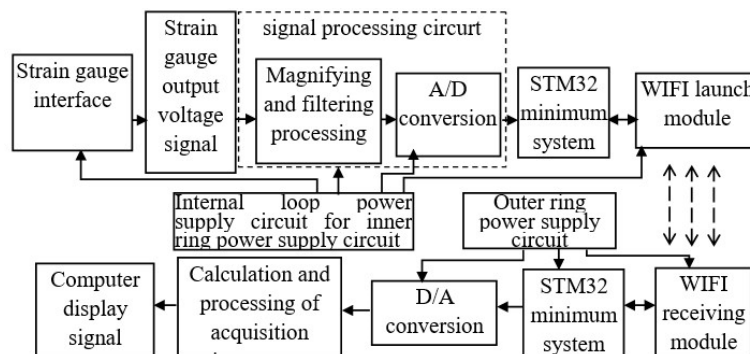 signal processing circurt
Strain gauge
interface
Strain
gauge
output
voltage
signal
Magnifying
and filtering
processing
A/D
conversion
STM32
minimum
system
WIFI launch
module
Internal loop power
supply circuit for inner
ring power supply circuit
Outer ring
power supply
circuit
Computer
display
signal
Calculation and
processing of
acquisition
D/A
conversion
STM32
minimum
system
WIFI
receiving
module